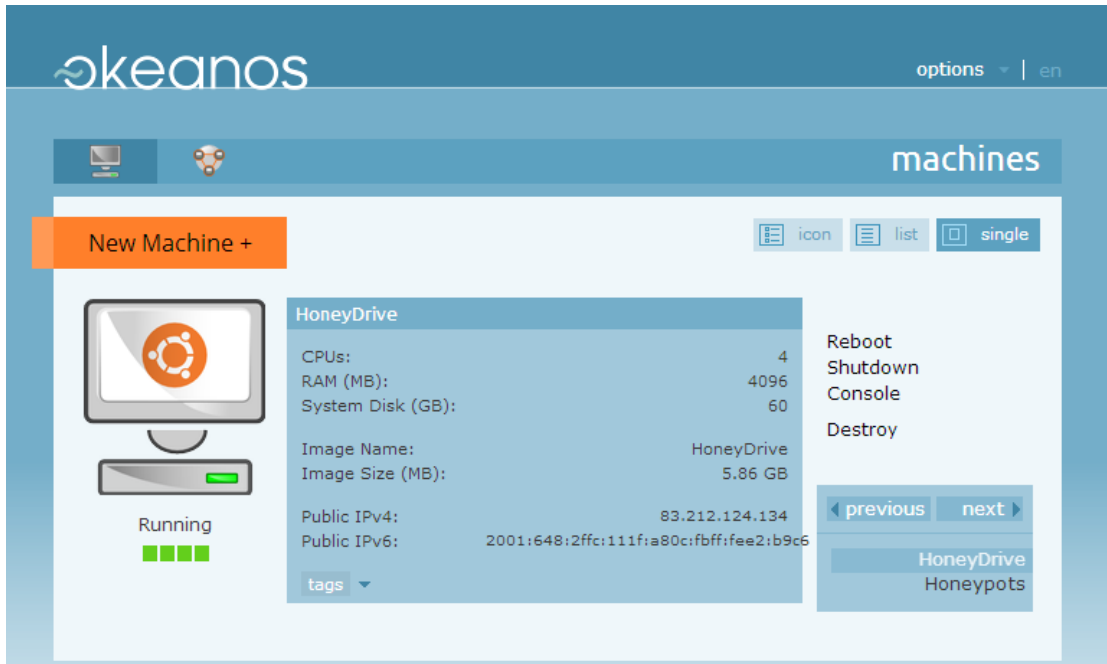 ~okeanos
options | en
machines
New Machine +
icon list single
HoneyDrive
CPUs: 4
RAM (MB): 4096
System Disk (GB): 60
Image Name: HoneyDrive
Image Size (MB): 5.86 GB
Public IPv4: 83.212.124.134
Public IPv6: 2001:648:2ffc:111f:a80c:fbff:fee2:b9c6
tags
Running
Reboot
Shutdown
Console
Destroy
previous next
HoneyDrive
Honeypots